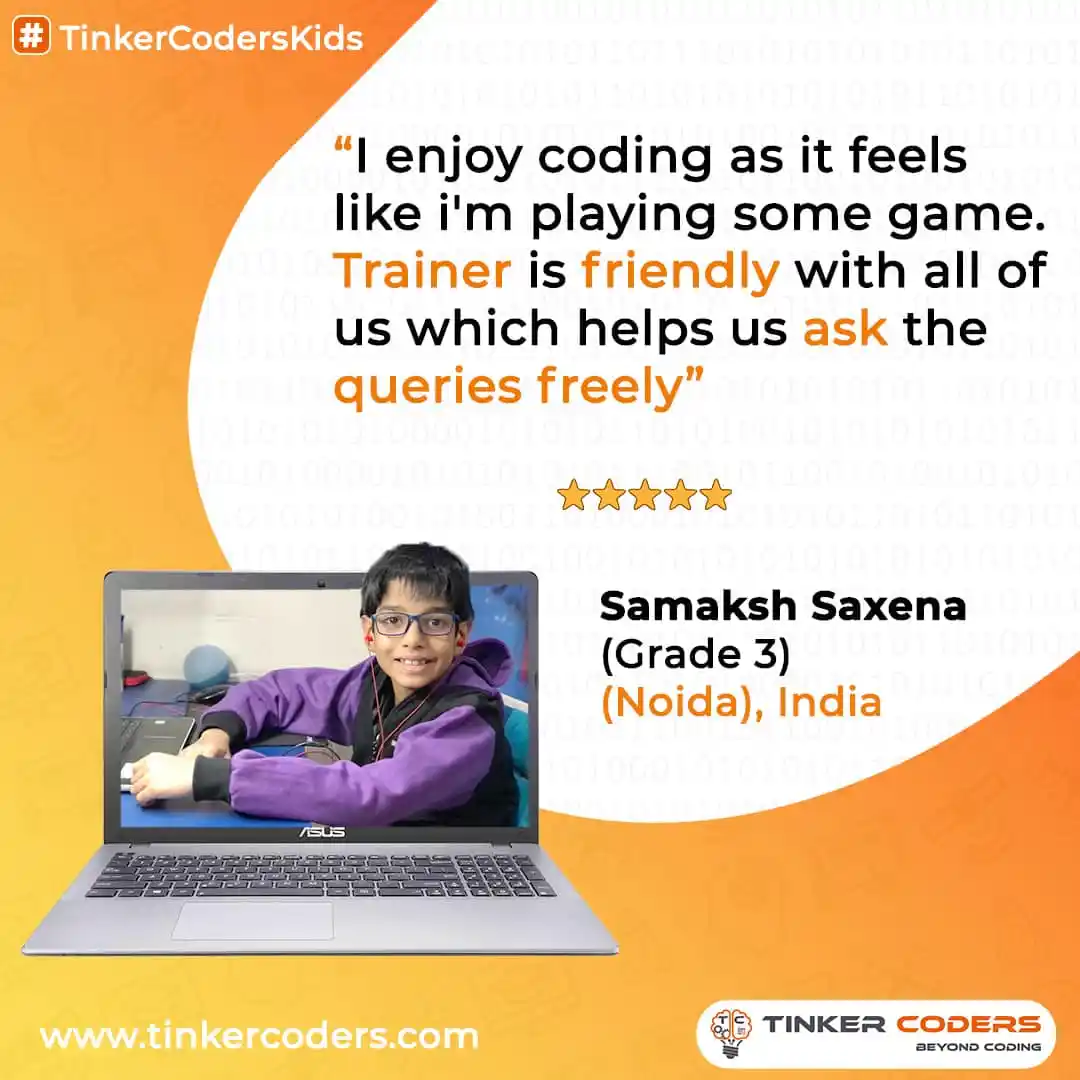 # TinkerCodersKids
“I enjoy coding as it feels
like i'm playing some game.
Trainer is friendly with all of
us which helps us ask the
queries freely”
Samaksh Saxena
(Grade 3)
(Noida), India
ASUS
www.tinkercoders.com
TC
TINKER CODERS
BEYOND CODING